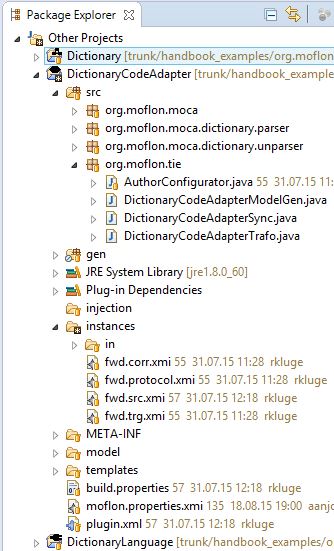 Package Explorer
Other Projects
Dictionary [trunk/handbook_examples/org.moflon
DictionaryCodeAdapter [trunk/handbook_example
src
org.moflon.moca
org.moflon.moca.dictionary.parser
org.moflon.moca.dictionary.unparser
org.moflon.tie
AuthorConfigurator.java 55 31.07.15 11:
DictionaryCodeAdapterModelGen.java
DictionaryCodeAdapterSync.java
DictionaryCodeAdapterTrafo.java
gen
JRE System Library [jre1.8.0_60]
Plug-in Dependencies
injection
instances
in
fwd.corr.xmi 55 31.07.15 11:28 rkluge
fwd.protocol.xmi 55 31.07.15 11:28 rkluge
fwd.src.xmi 57 31.07.15 12:18 rkluge
fwd.trg.xmi 55 31.07.15 11:28 rkluge
META-INF
model
templates
build.properties 57 31.07.15 12:18 rkluge
moflon.properties.xmi 135 18.08.15 19:00 aanjo
plugin.xml 57 31.07.15 12:18 rkluge
DictionaryLanguage [trunk/handbook_examples/o